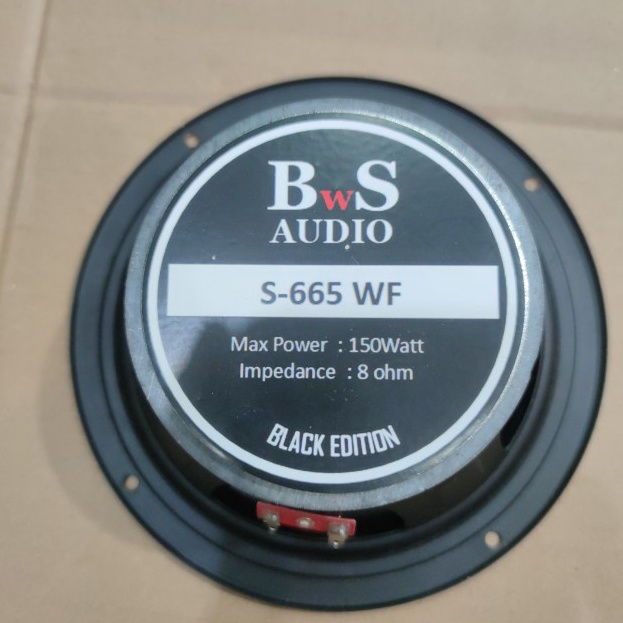 BwS
AUDIO
S-665 WF
Max Power : 150Watt
Impedance : 8 ohm
BLACK EDITION